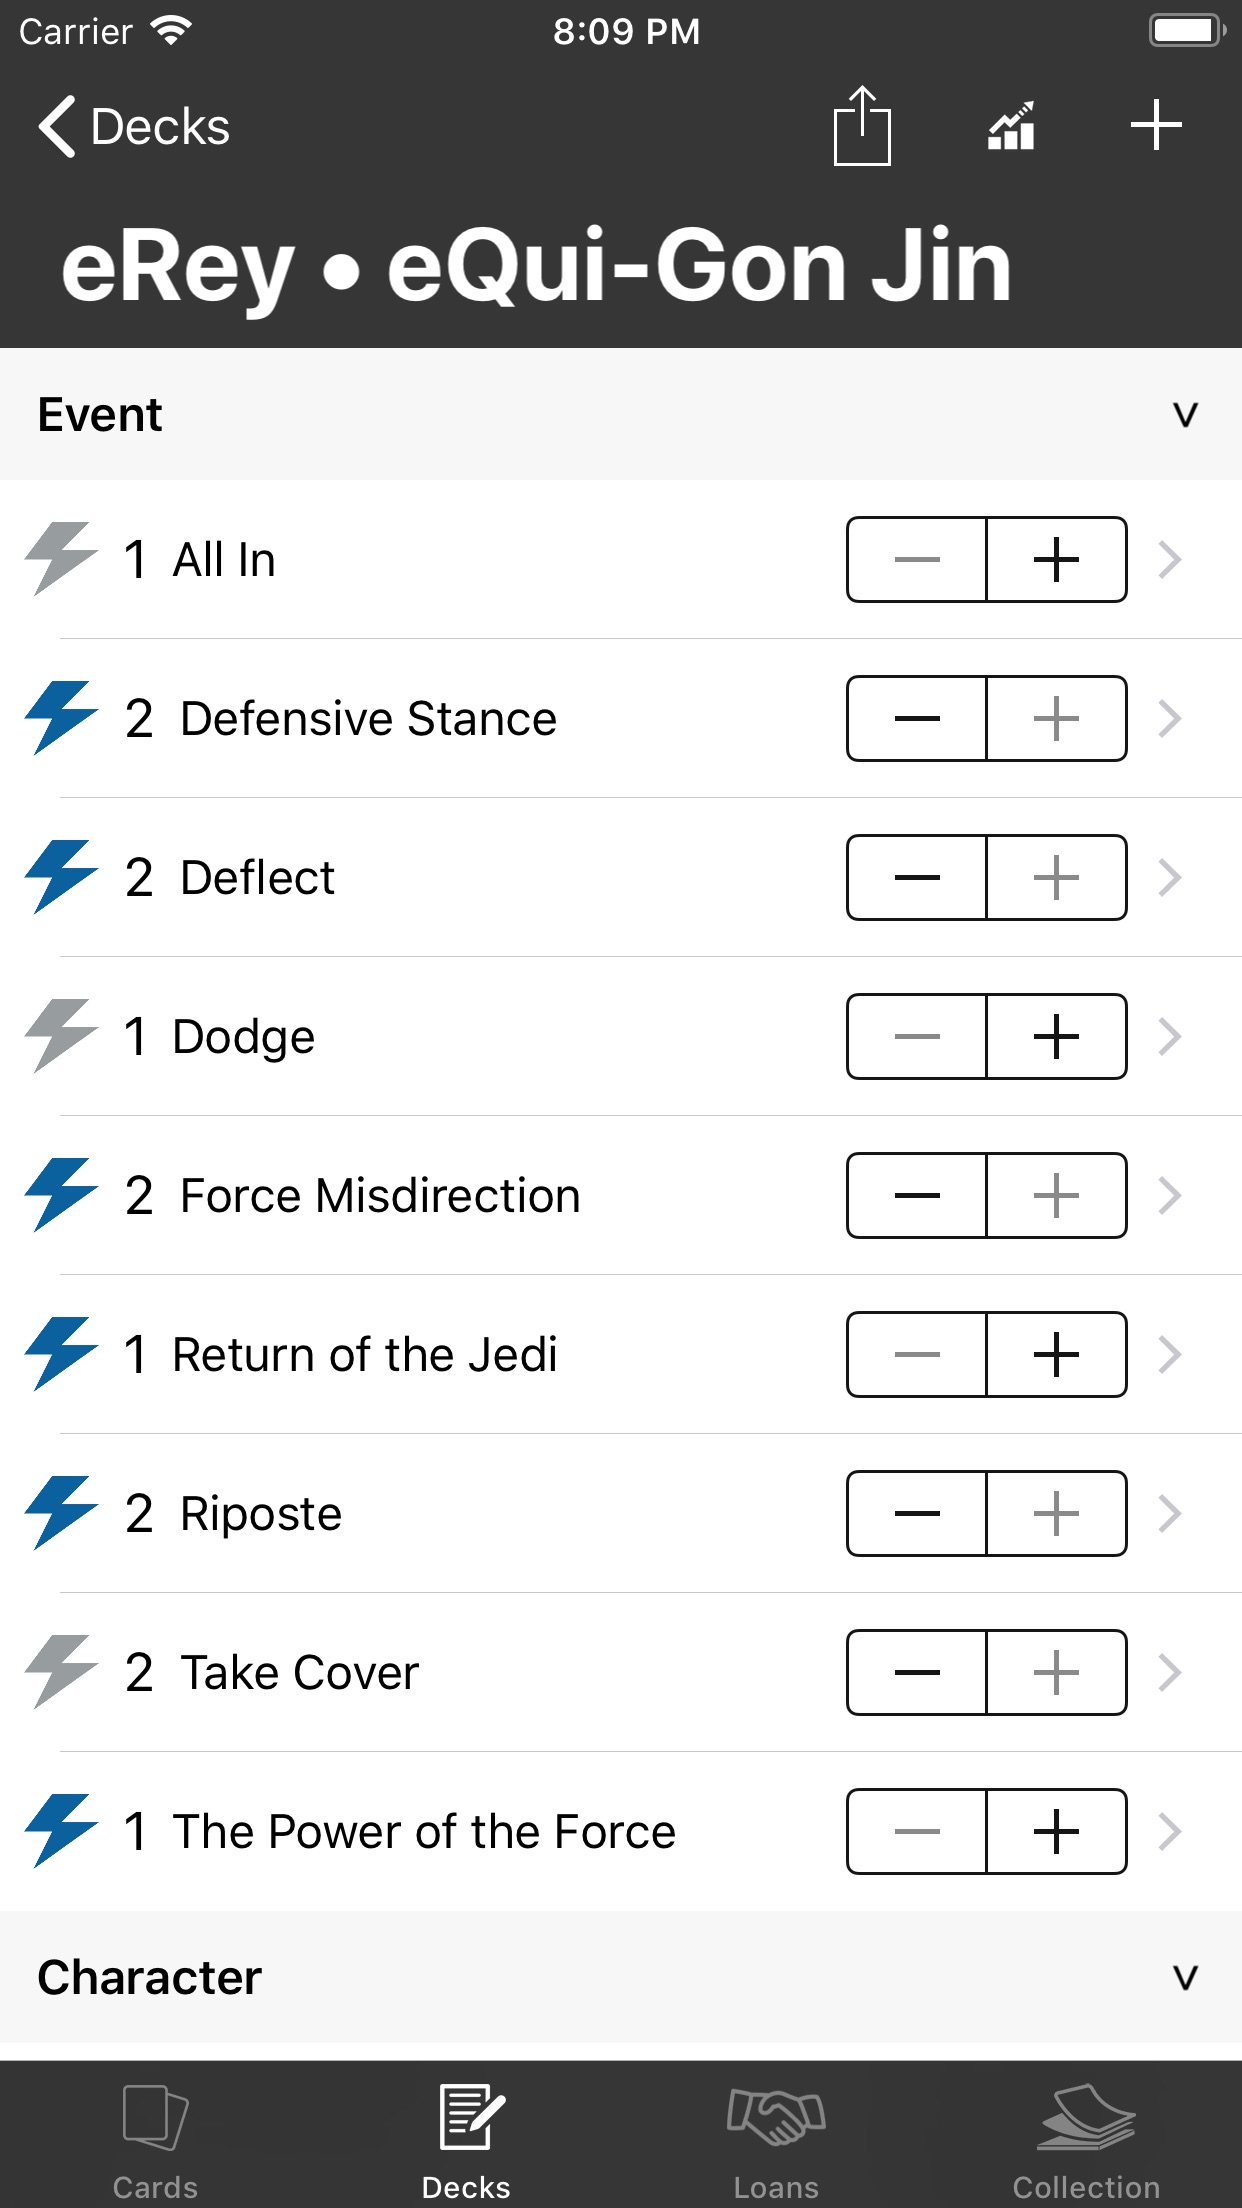 Carrier 8:09 PM
Decks
eRey • eQui-Gon Jin
Event v
1 All In
2 Defensive Stance
2 Deflect
1 Dodge
2 Force Misdirection
1 Return of the Jedi
2 Riposte
2 Take Cover
1 The Power of the Force
Character v
Cards Decks Loans Collection